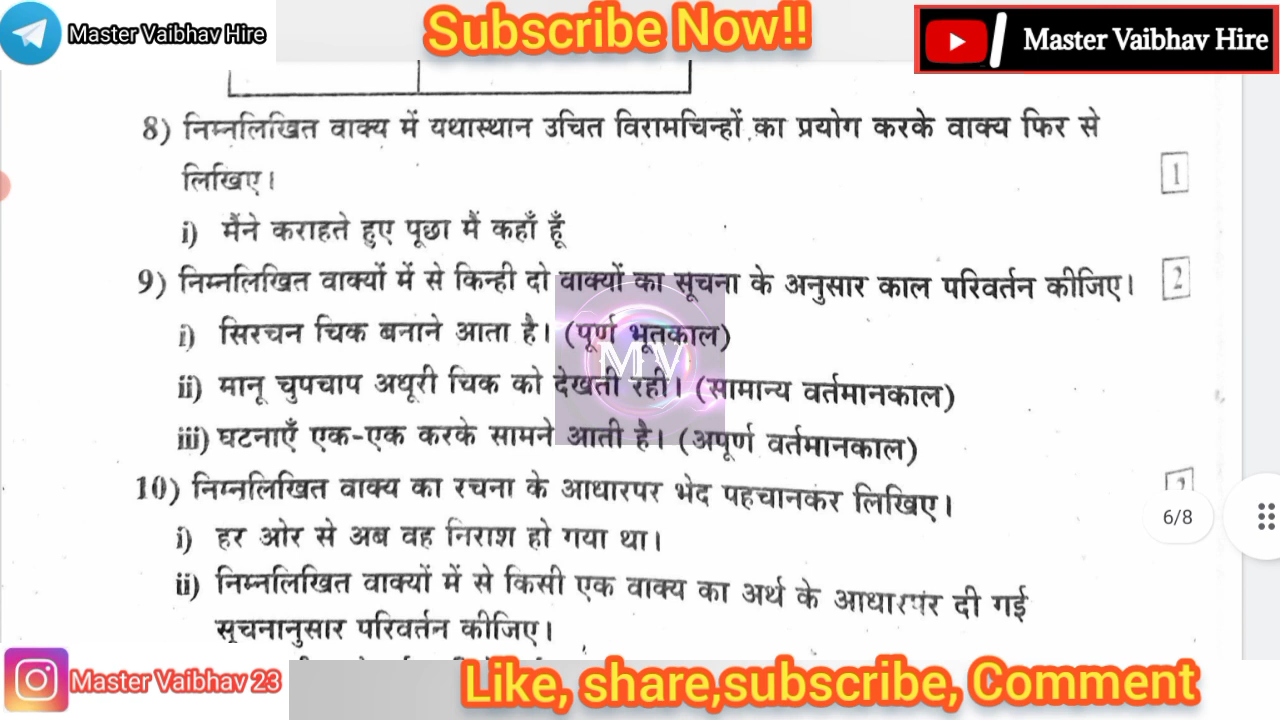 Master Vaibhav Hire
Subscribe Now!!
Master Vaibhav Hire
8) निम्नलिखित वाक्य में यथास्थान उचित विरामचिन्हों का प्रयोग करके वाक्य फिर से
लिखिए।
1
i) मैंने कराहते हुए पूछा मैं कहाँ हूँ
9) निम्नलिखित वाक्यों में से किन्ही दो वाक्यों का सूचना के अनुसार काल परिवर्तन कीजिए।
2
i) सिरचन चिक बनाने आता है। (पूर्ण भूतकाल)
MV
ii) मानू चुपचाप अधूरी चिक को देखती रही। (सामान्य वर्तमानकाल)
iii) घटनाएँ एक-एक करके सामने आती है। (अपूर्ण वर्तमानकाल)
10) निम्नलिखित वाक्य का रचना के आधारपर भेद पहचानकर लिखिए।
6/8
i) हर ओर से अब वह निराश हो गया था।
ii) निम्नलिखित वाक्यों में से किसी एक वाक्य का अर्थ के आधारपर दी गई
सूचनानुसार परिवर्तन कीजिए।
Master Vaibhav 23
Like, share,subscribe, Comment